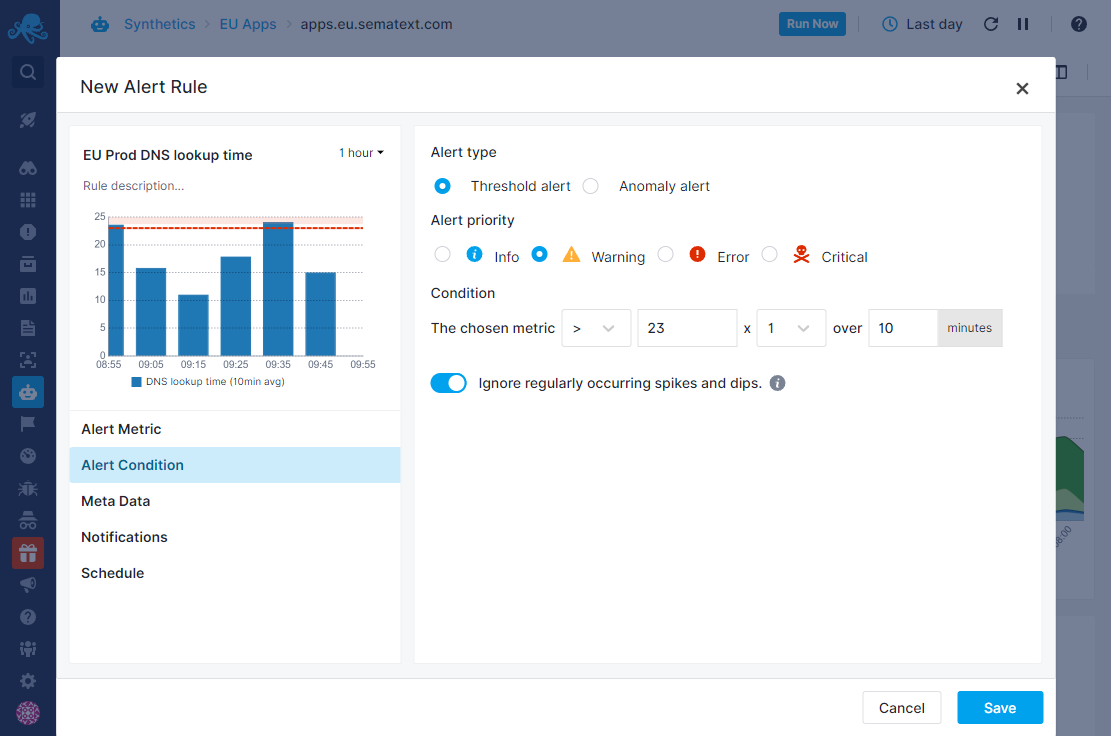 Synthetics > EU Apps > apps.eu.sematext.com
Run Now
Last day
New Alert Rule
EU Prod DNS lookup time
1 hour
Rule description...
25
20
15
10
5
0
08:55 09:05 09:15 09:25 09:35 09:45 09:55
DNS lookup time (10min avg)
Alert Metric
Alert Condition
Meta Data
Notifications
Schedule
Alert type
Threshold alert Anomaly alert
Alert priority
Info Warning Error Critical
Condition
The chosen metric > 23 x 1 over 10 minutes
Ignore regularly occurring spikes and dips.
Cancel Save